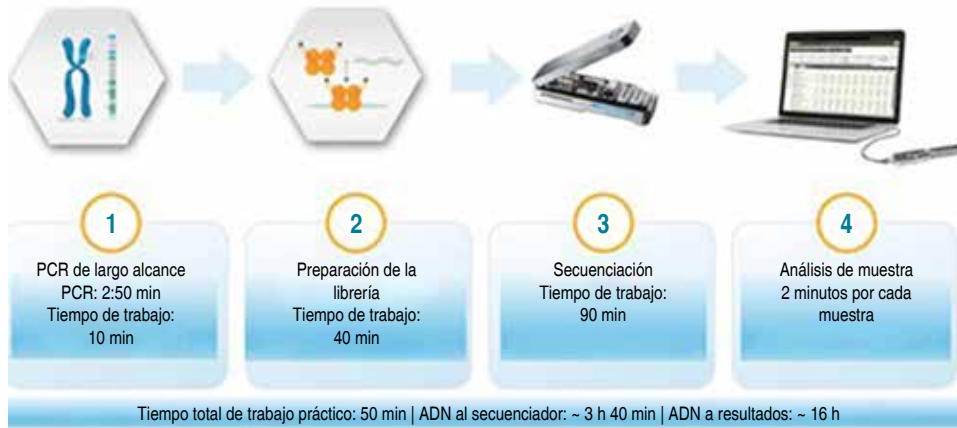 1
PCR de largo alcance
PCR: 2:50 min
Tiempo de trabajo:
10 min
2
Preparación de la
librería
Tiempo de trabajo:
40 min
3
Secuenciación
Tiempo de trabajo:
90 min
4
Análisis de muestra
2 minutos por cada
muestra
Tiempo total de trabajo práctico: 50 min | ADN al secuenciador: ~ 3 h 40 min | ADN a resultados: ~ 16 h